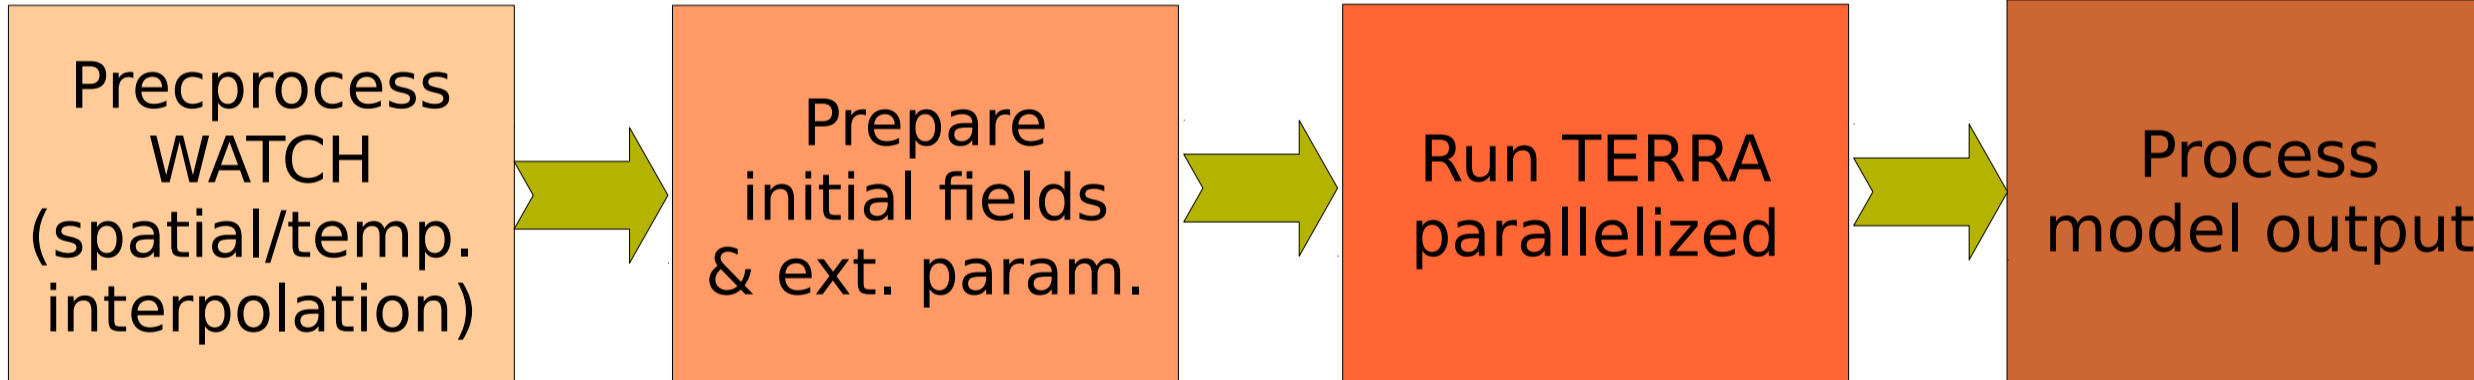 Precprocess
WATCH
(spatial/temp.
interpolation)
Prepare
initial fields
& ext. param.
Run TERRA
parallelized
Process
model output